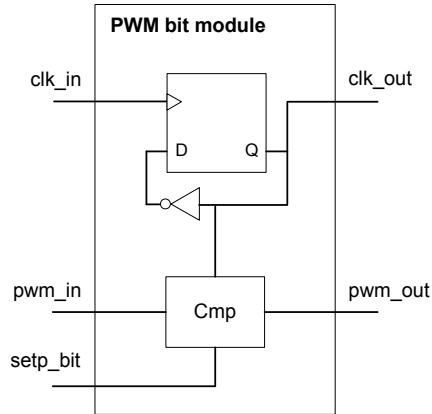 PWM bit module
clk_in
clk_out
D
Q
pwm_in
Cmp
pwm_out
setp_bit